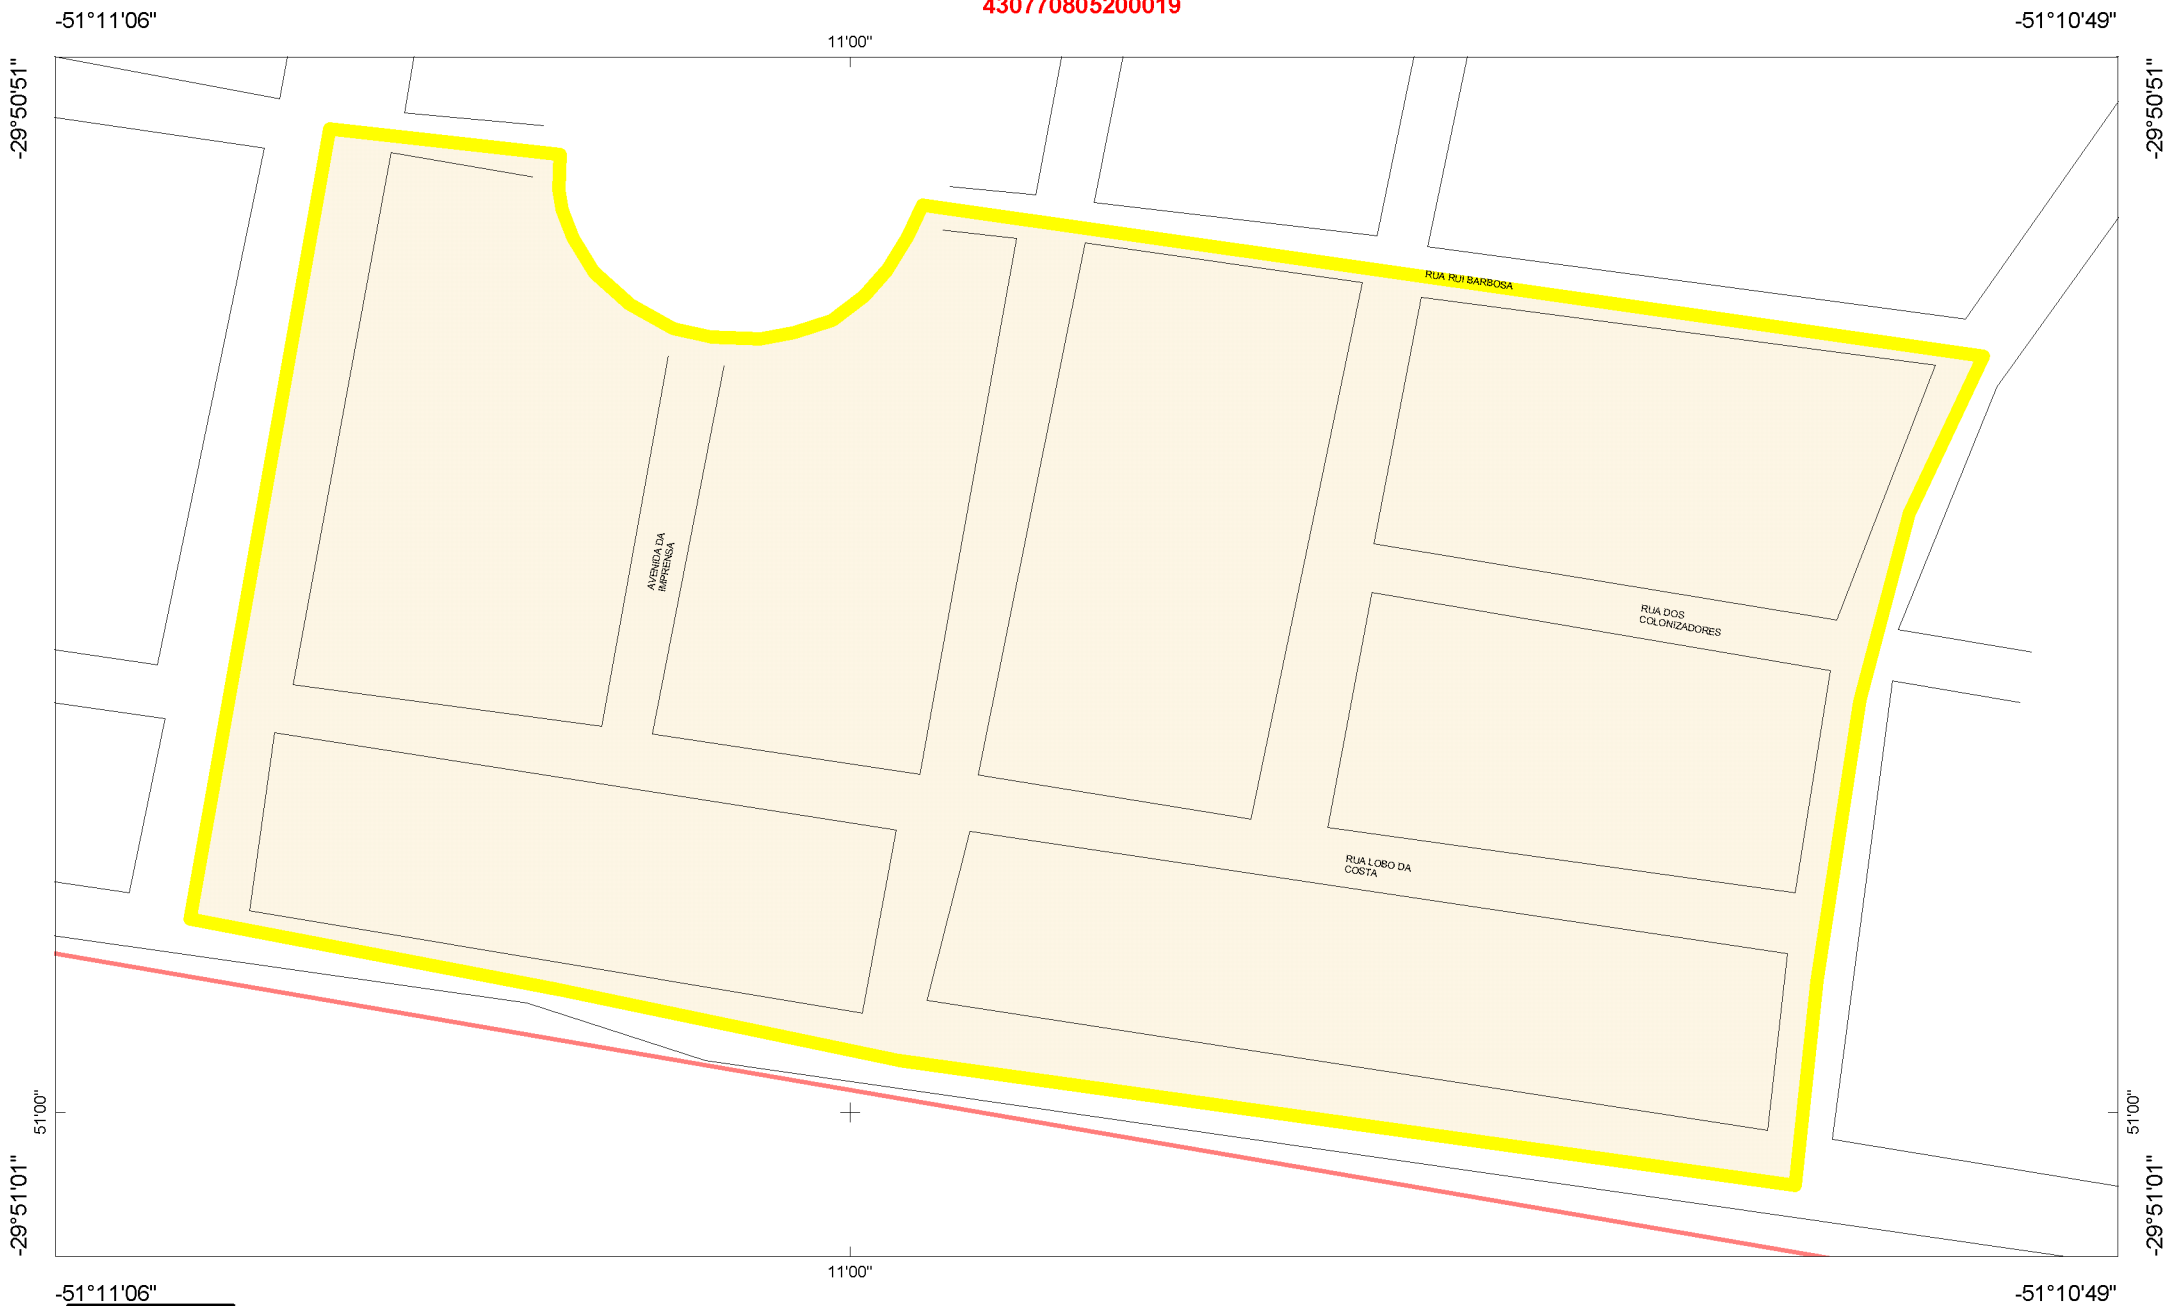 430770805200019
-51°11'06"
-51°10'49"
11'00"
-29°50'51"
-29°50'51"
RUA RUI BARBOSA
AVENIDA DA
IMPRENSA
RUA DOS
COLONIZADORES
RUA LOBO DA
COSTA
51'00"
51'00"
-29°51'01"
-29°51'01"
11'00"
-51°11'06"
-51°10'49"